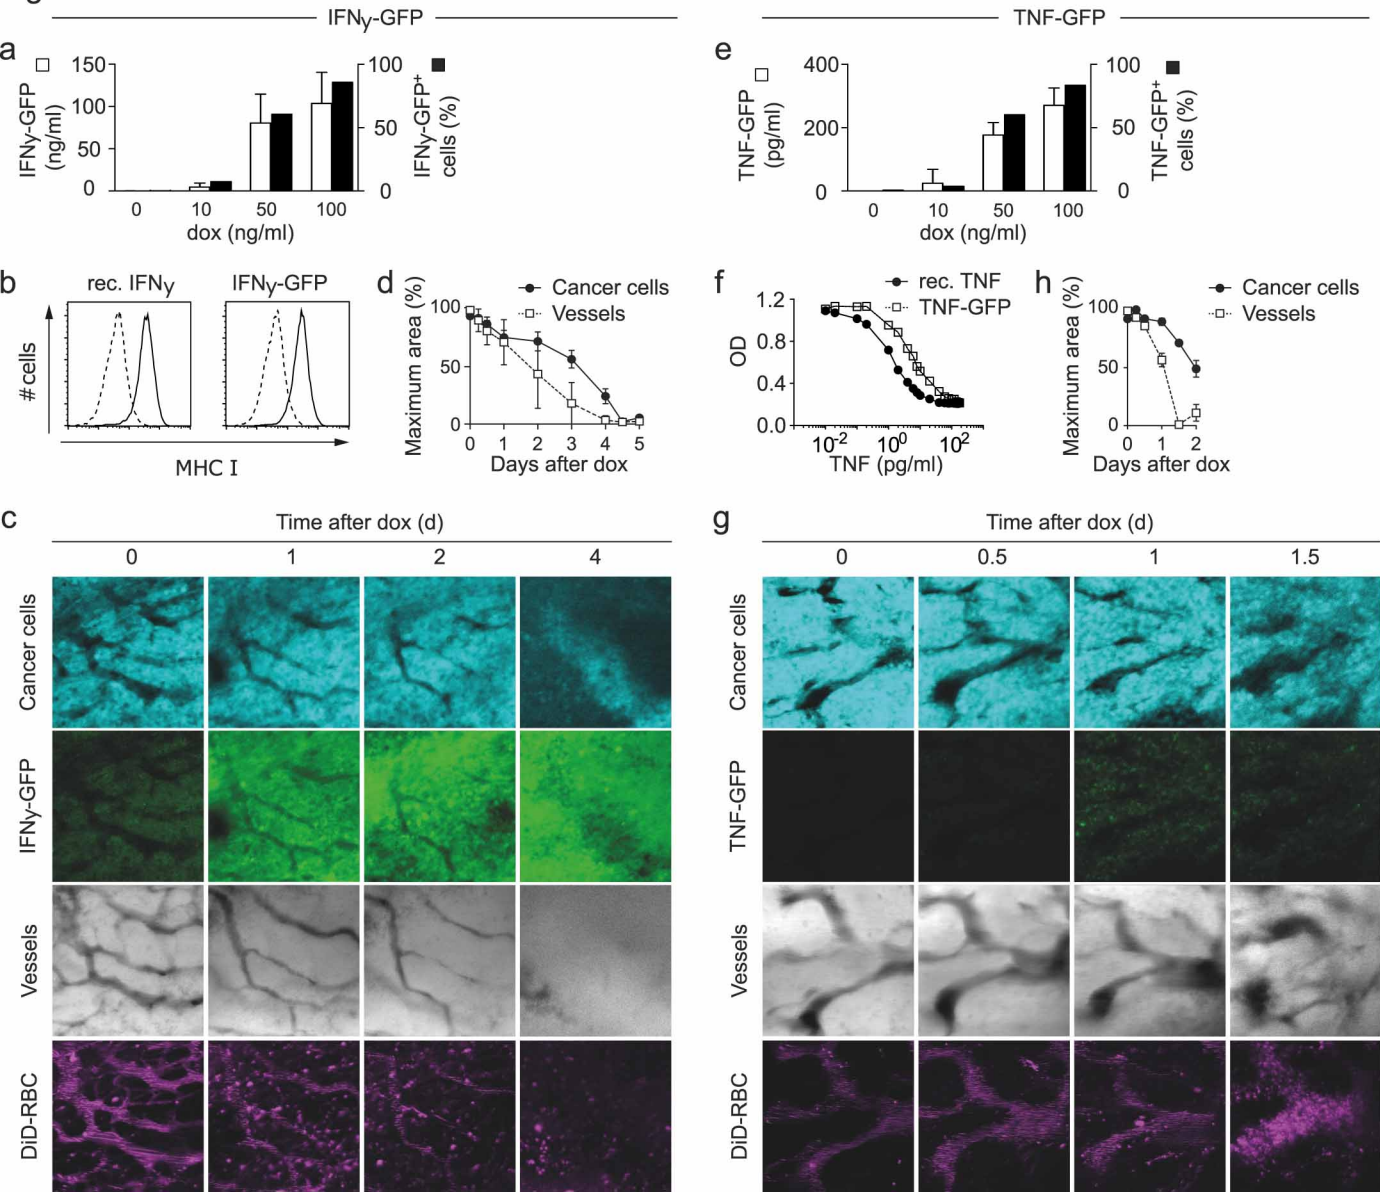 IFNγ-GFP
TNF-GFP
a
IFNγ-GFP
(ng/ml)
150
100
50
0
100
50
0
IFNγ-GFP+
cells (%)
0 10 50 100
dox (ng/ml)
e
TNF-GFP
(pg/ml)
400
200
0
100
50
0
TNF-GFP+
cells (%)
0 10 50 100
dox (ng/ml)
b
rec. IFNγ IFNγ-GFP
# cells
MHC I
d
Cancer cells
Vessels
Maximum area (%)
100
50
0
0 1 2 3 4 5
Days after dox
f
rec. TNF
TNF-GFP
OD
1.2
0.8
0.4
0.0
10-2 100 102
TNF (pg/ml)
h
Cancer cells
Vessels
Maximum area (%)
100
50
0
0 1 2
Days after dox
c
Time after dox (d)
0 1 2 4
Cancer cells
IFNγ-GFP
Vessels
DiD-RBC
g
Time after dox (d)
0 0.5 1 1.5
Cancer cells
TNF-GFP
Vessels
DiD-RBC